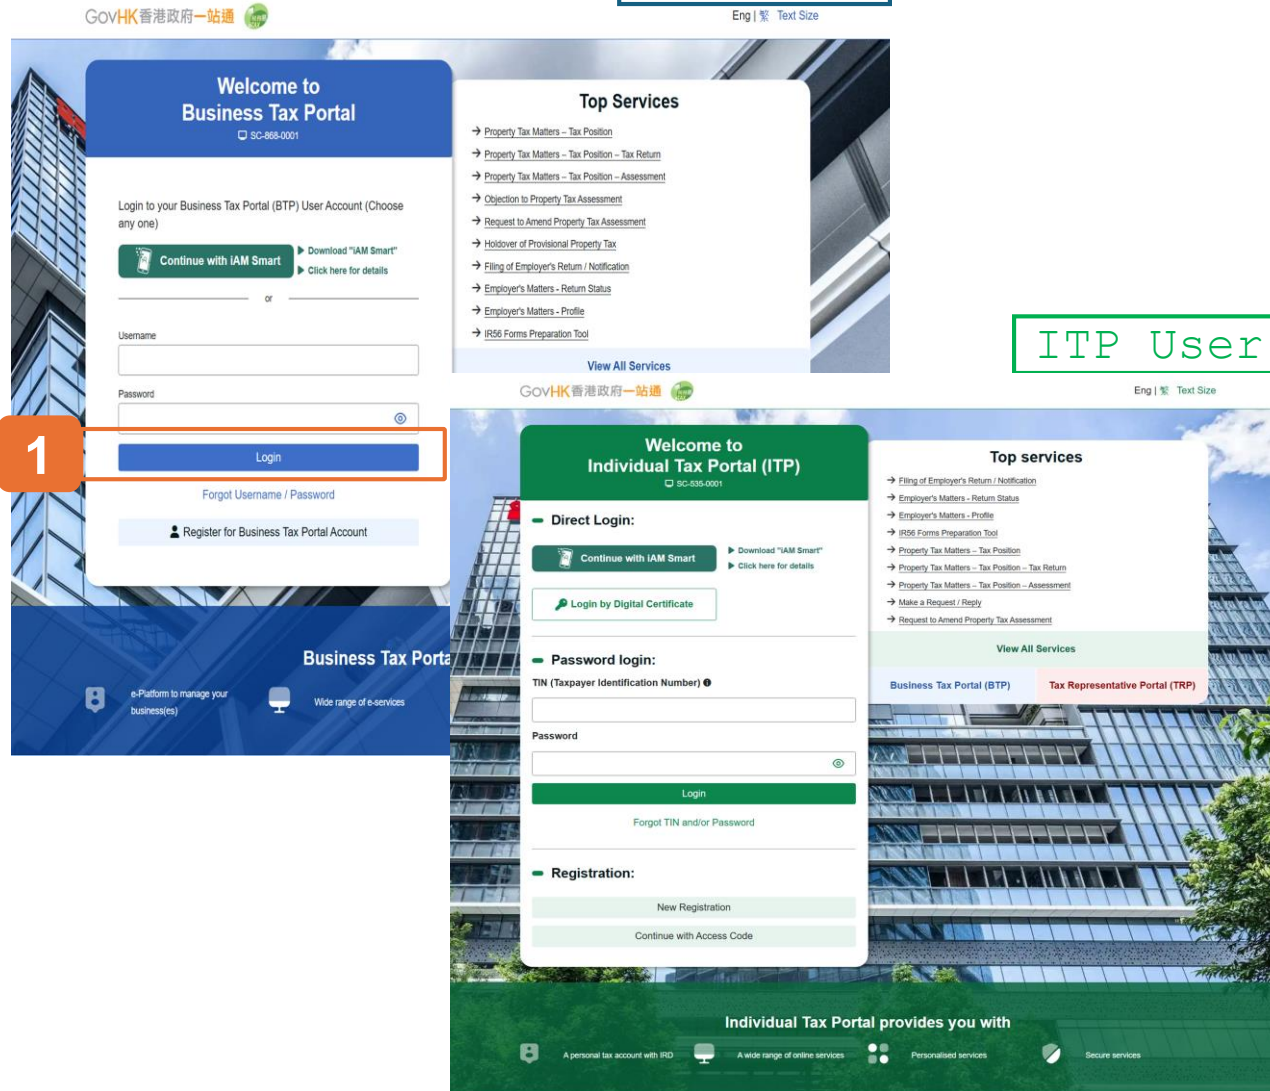 GovHK香港政府一站通
Eng | 繁 Text Size
Welcome to
Business Tax Portal
SC-868-0001
Login to your Business Tax Portal (BTP) User Account (Choose
any one)
Continue with iAM Smart
Download "iAM Smart"
Click here for details
or
Username
Password
1
Login
Forgot Username / Password
Register for Business Tax Portal Account
Top Services
Property Tax Matters – Tax Position
Property Tax Matters – Tax Position – Tax Return
Property Tax Matters – Tax Position – Assessment
Objection to Property Tax Assessment
Request to Amend Property Tax Assessment
Holdover of Provisional Property Tax
Filing of Employer's Return / Notification
Employer's Matters - Return Status
Employer's Matters - Profile
IR56 Forms Preparation Tool
View All Services
Business Tax Porta
e-Platform to manage your
business(es)
Wide range of e-services
ITP User
GovHK香港政府一站通
Eng | 繁 Text Size
Welcome to
Individual Tax Portal (ITP)
SC-535-0001
Direct Login:
Continue with iAM Smart
Download "iAM Smart"
Click here for details
Login by Digital Certificate
Password login:
TIN (Taxpayer Identification Number)
Password
Login
Forgot TIN and/or Password
Registration:
New Registration
Continue with Access Code
Top services
Filing of Employer's Return / Notification
Employer's Matters - Return Status
Employer's Matters - Profile
IR56 Forms Preparation Tool
Property Tax Matters – Tax Position
Property Tax Matters – Tax Position – Tax Return
Property Tax Matters – Tax Position – Assessment
Make a Request / Reply
Request to Amend Property Tax Assessment
View All Services
Business Tax Portal (BTP)
Tax Representative Portal (TRP)
Individual Tax Portal provides you with
A personal tax account with IRD
A wide range of online services
Personalised services
Secure services